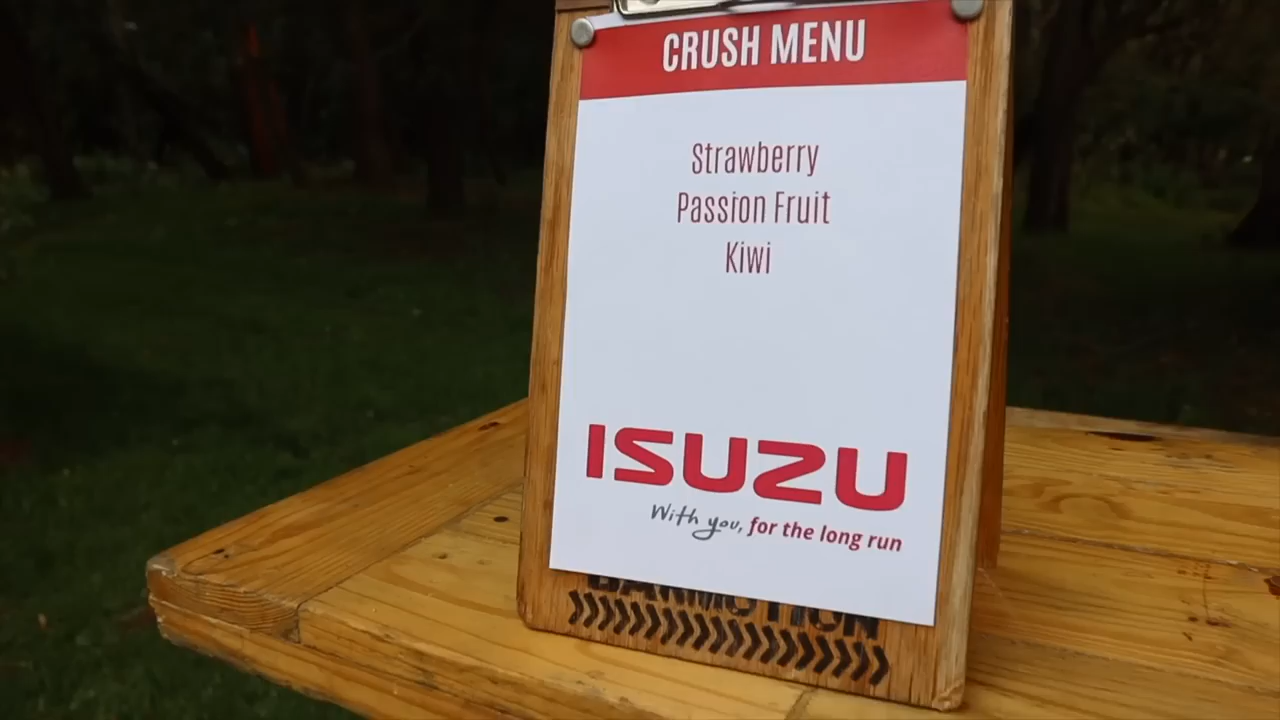 CRUSH MENU
Strawberry
Passion Fruit
Kiwi
ISUZU
With you, for the long run